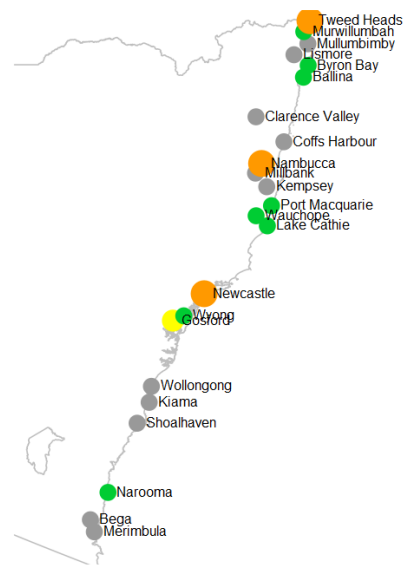 Tweed Heads
Murwillumbah
Mullumbimby
Lismore
Byron Bay
Ballina
Clarence Valley
Coffs Harbour
Nambucca
Millbank
Kempsey
Port Macquarie
Wauchope
Lake Cathie
Newcastle
Wyong
Gosford
Wollongong
Kiama
Shoalhaven
Narooma
Bega
Merimbula